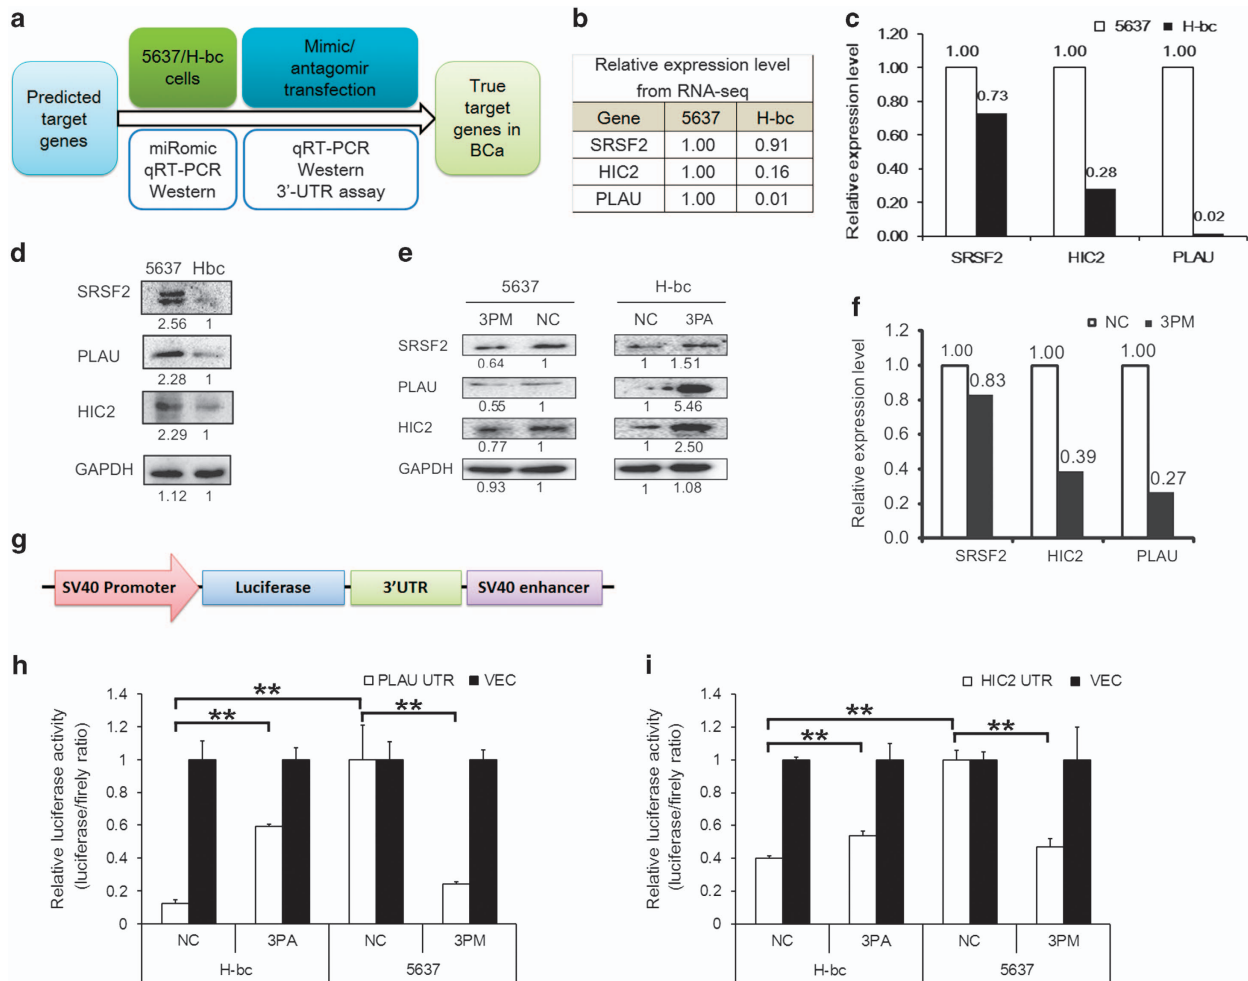 a
Predicted
target
genes
5637/H-bc
cells
Mimic/
antagomir
transfection
miRomic
qRT-PCR
Western
qRT-PCR
Western
3'-UTR assay
True
target
genes in
BCa
b
Relative expression level
from RNA-seq
Gene 5637 H-bc
SRSF2 1.00 0.91
HIC2 1.00 0.16
PLAU 1.00 0.01
c
5637 H-bc
Relative expression level
1.20
1.00
0.80
0.60
0.40
0.20
0.00
1.00 0.73 1.00 0.28 1.00 0.02
SRSF2 HIC2 PLAU
d
5637 Hbc
SRSF2
2.56 1
PLAU
2.28 1
HIC2
2.29 1
GAPDH
1.12 1
e
5637 H-bc
3PM NC NC 3PA
SRSF2
0.64 1 1 1.51
PLAU
0.55 1 1 5.46
HIC2
0.77 1 1 2.50
GAPDH
0.93 1 1 1.08
f
NC 3PM
Relative expression level
1.2
1.0
0.8
0.6
0.4
0.2
0.0
1.00 0.83 1.00 0.39 1.00 0.27
SRSF2 HIC2 PLAU
g
SV40 Promoter Luciferase 3'UTR SV40 enhancer
h
PLAU UTR VEC
Relative luciferase activity
(luciferase/firely ratio)
1.4
1.2
1
0.8
0.6
0.4
0.2
0
** ** **
NC 3PA NC 3PM
H-bc 5637
i
HIC2 UTR VEC
Relative luciferase activity
(luciferase/firely ratio)
1.4
1.2
1
0.8
0.6
0.4
0.2
0
** ** **
NC 3PA NC 3PM
H-bc 5637